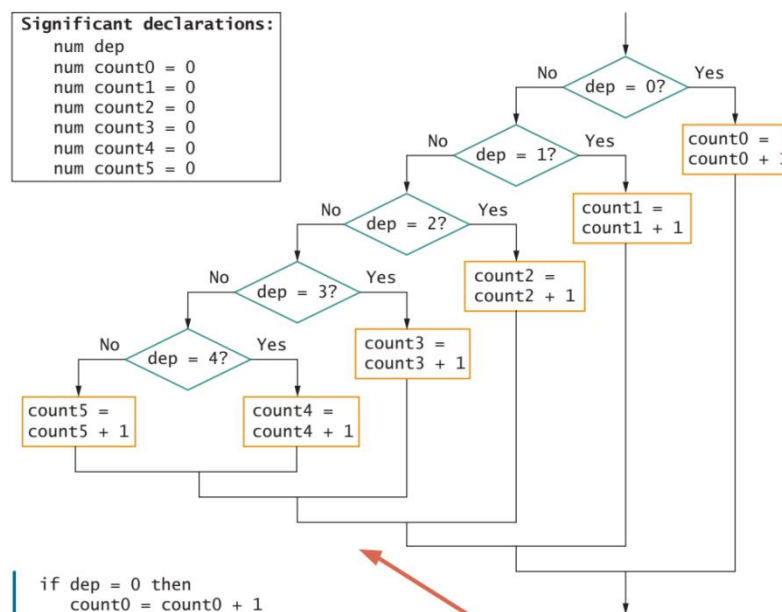 Significant declarations:
num dep
num count0 = 0
num count1 = 0
num count2 = 0
num count3 = 0
num count4 = 0
num count5 = 0
No
dep = 0?
Yes
count0 =
count0 + 1
No
dep = 1?
Yes
count1 =
count1 + 1
No
dep = 2?
Yes
count2 =
count2 + 1
No
dep = 3?
Yes
count3 =
count3 + 1
No
dep = 4?
Yes
count5 =
count5 + 1
count4 =
count4 + 1
if dep = 0 then
count0 = count0 + 1